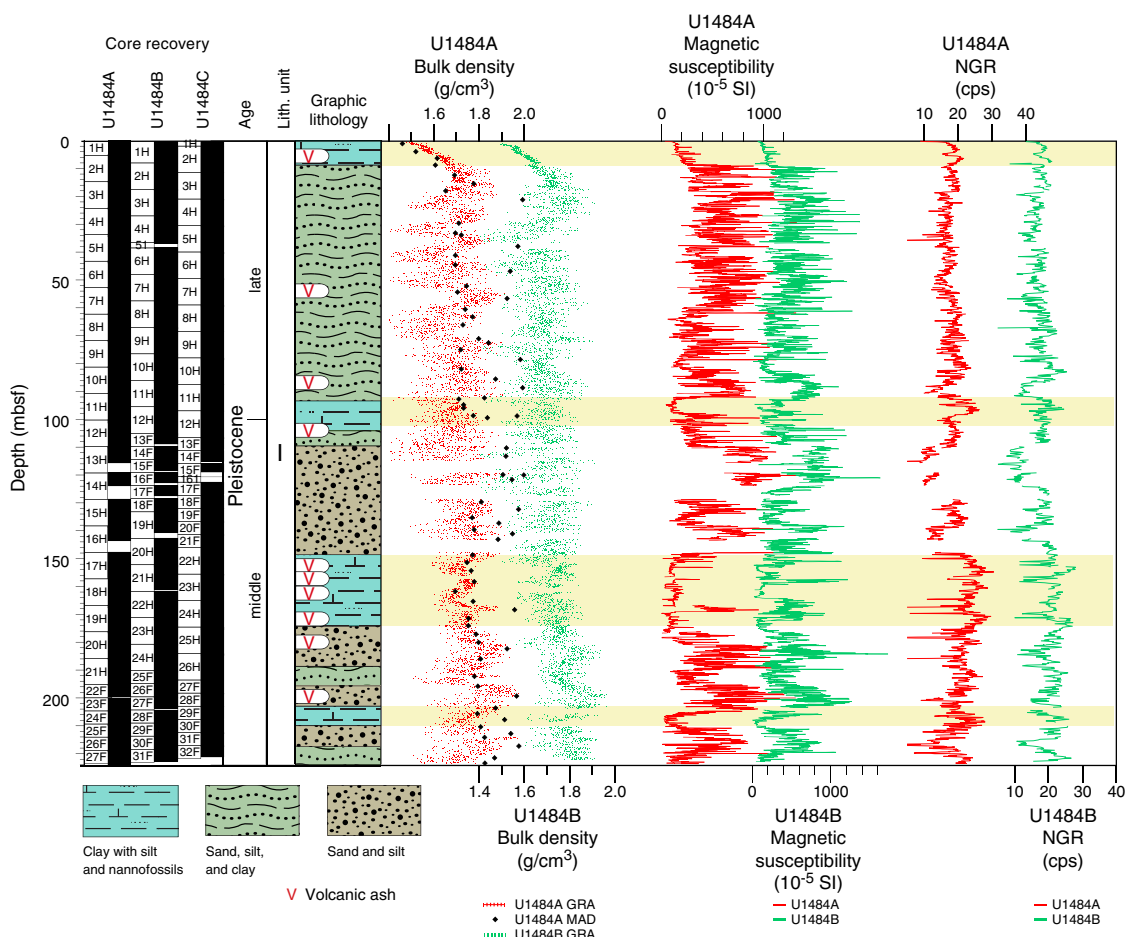 Core recovery
U1484A
U1484B
U1484C
Age
Lith. unit
Graphic
lithology
U1484A
Bulk density
(g/cm3)
1.6 1.8 2.0
U1484A
Magnetic
susceptibility
(10-5 SI)
0 1000
U1484A
NGR
(cps)
10 20 30 40
Depth (mbsf)
0
50
100
150
200
1H
2H
3H
4H
5H
6H
7H
8H
9H
10H
11H
12H
13H
14H
15H
16H
17H
18H
19H
20H
21H
22F
23F
24F
25F
26F
27F
1H
2H
3H
4H
51
6H
7H
8H
9H
10H
11H
12H
13F
14F
15F
16F
17F
18F
19H
20H
21H
22H
23H
24H
25F
26F
27F
28F
29F
30F
31F
1H
2H
3H
4H
5H
6H
7H
8H
9H
10H
11H
12H
13F
14F
15F
161
17F
18F
19F
20F
21F
22H
23H
24H
25H
26H
27F
28F
29F
30F
31F
32F
Pleistocene
late
middle
I
V
V
V
V
V
V
V
V
V
V
1.4 1.6 1.8 2.0
U1484B
Bulk density
(g/cm3)
0 1000
U1484B
Magnetic
susceptibility
(10-5 SI)
10 20 30 40
U1484B
NGR
(cps)
Clay with silt
and nannofossils
Sand, silt,
and clay
Sand and silt
V Volcanic ash
U1484A GRA
U1484A MAD
U1484B GRA
U1484A
U1484B
U1484A
U1484B